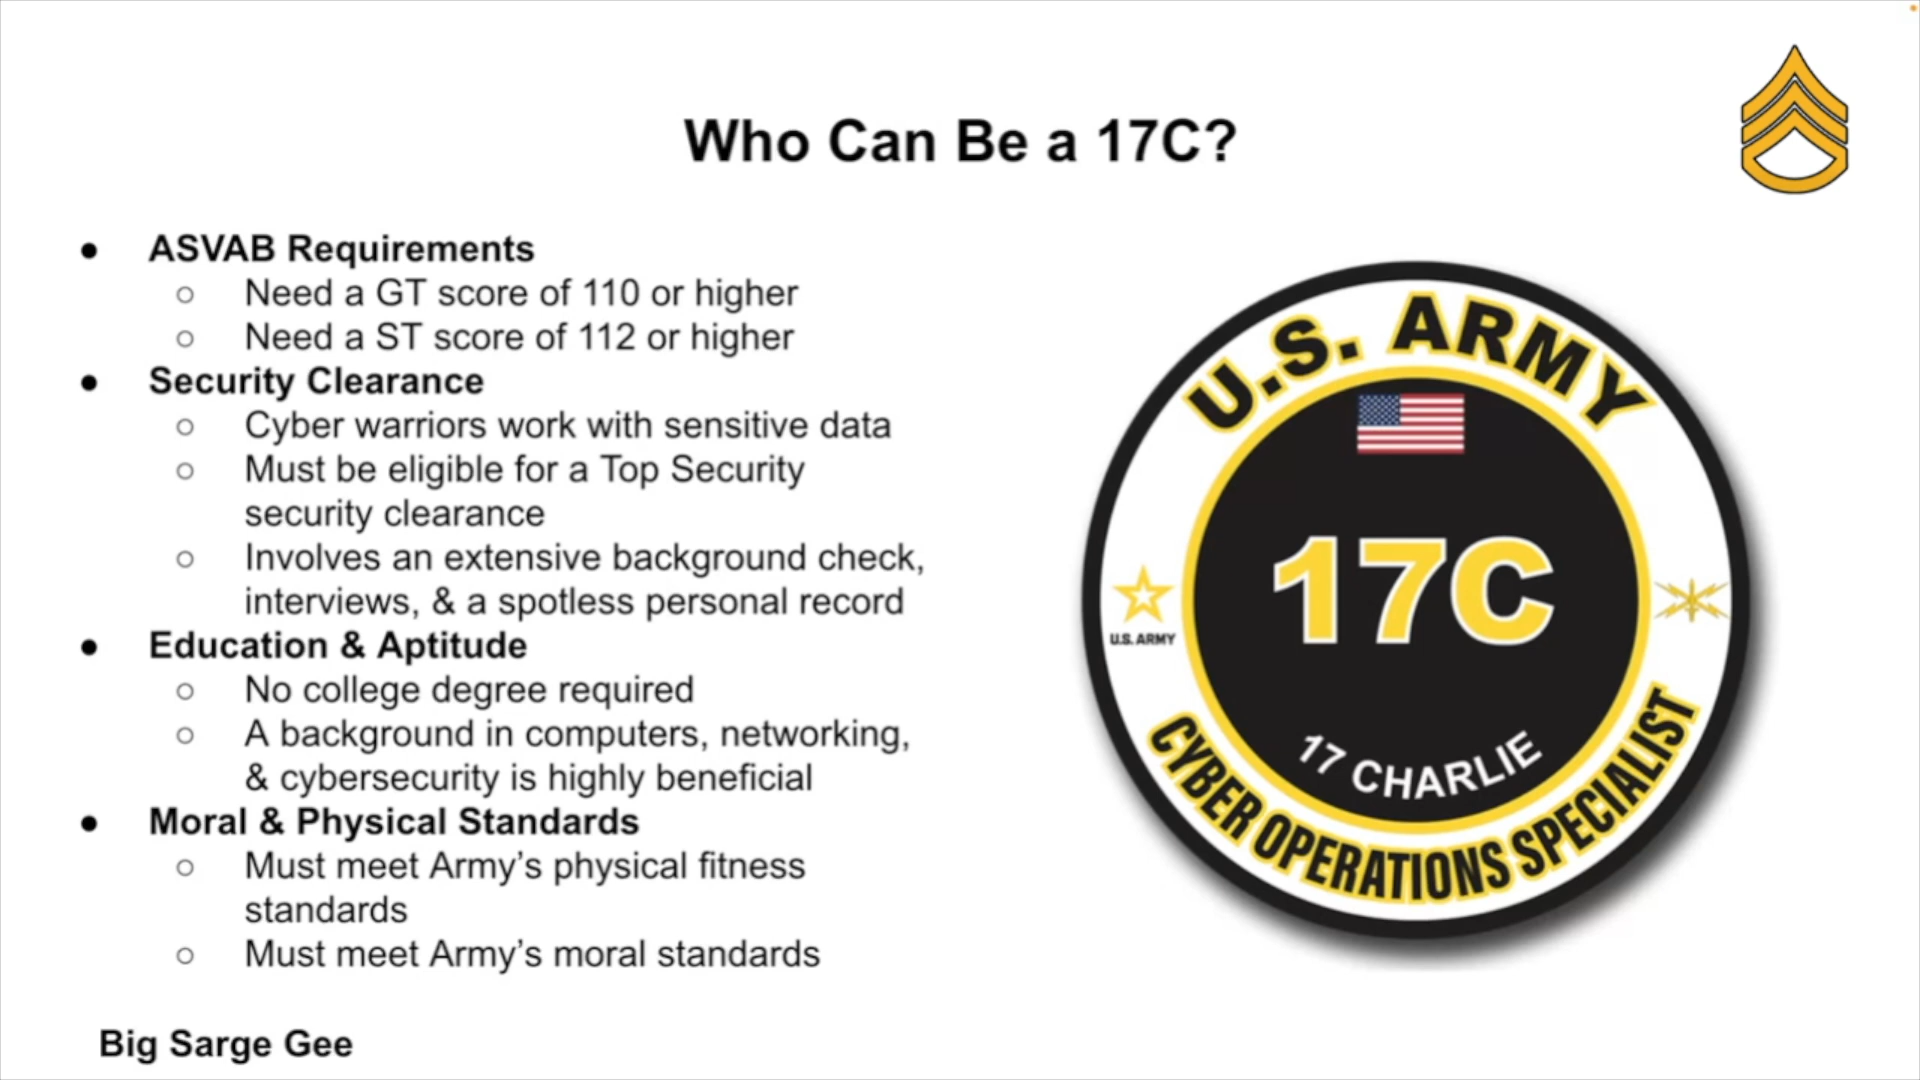 Who Can Be a 17C?
● ASVAB Requirements
○ Need a GT score of 110 or higher
○ Need a ST score of 112 or higher
● Security Clearance
○ Cyber warriors work with sensitive data
○ Must be eligible for a Top Security
security clearance
○ Involves an extensive background check,
interviews, & a spotless personal record
● Education & Aptitude
○ No college degree required
○ A background in computers, networking,
& cybersecurity is highly beneficial
● Moral & Physical Standards
○ Must meet Army’s physical fitness
standards
○ Must meet Army’s moral standards
Big Sarge Gee
U.S. ARMY
17C
U.S. ARMY
17 CHARLIE
CYBER OPERATIONS SPECIALIST